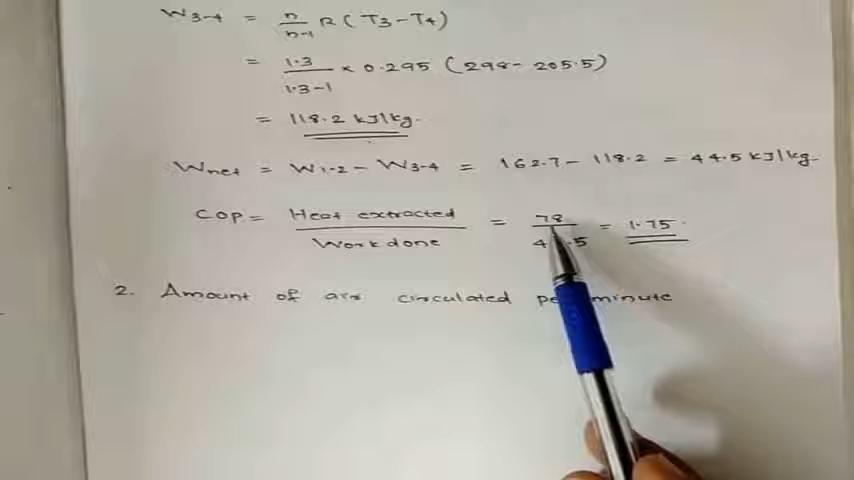 W3-4 = n/n-1 R (T3-T4)
= 1.3/1.3-1 × 0.295 (298-205.5)
= 118.2 kJ/kg.
Wnet = W1-2 - W3-4 = 162.7 - 118.2 = 44.5 kJ/kg.
COP = Heat extracted/Work done = 78/4.5 = 1.75
2. Amount of air circulated minute